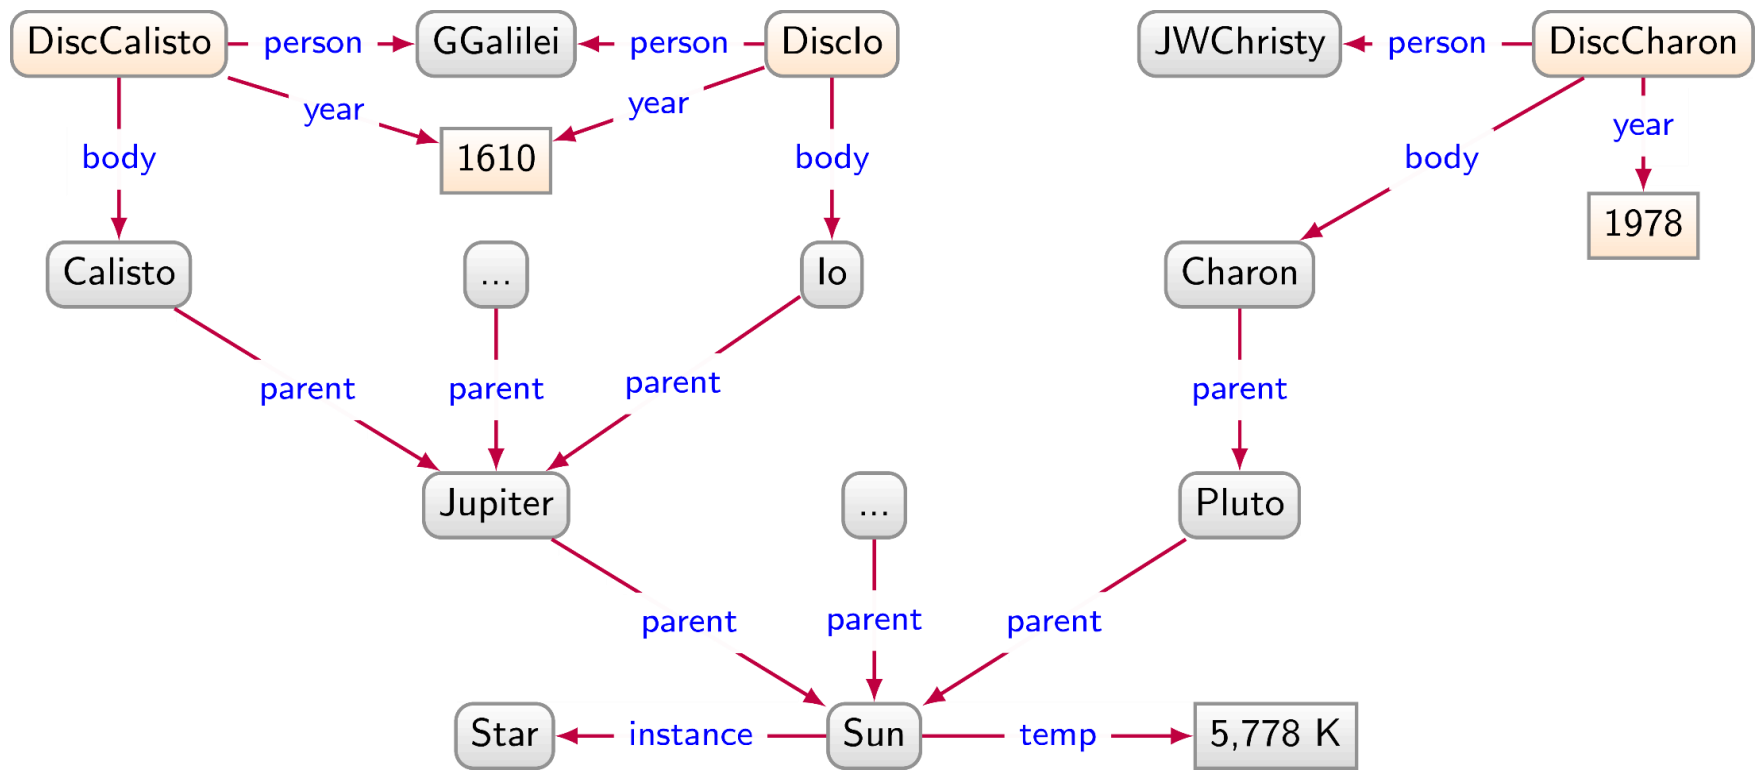 DiscCalisto person GGalilei person DiscIo JWChristy person DiscCharon
year year year
body 1610 body body
1978
Calisto ... Io Charon
parent parent parent parent
Jupiter ... Pluto
parent parent parent
Star instance Sun temp 5,778 K